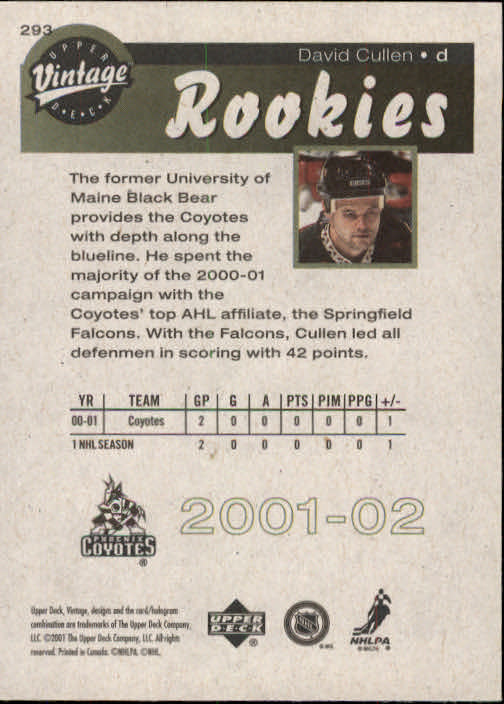 293
David Cullen • d
UPPER
Vintage
DECK
Rookies
The former University of
Maine Black Bear
provides the Coyotes
with depth along the
blueline. He spent the
majority of the 2000-01
campaign with the
Coyotes' top AHL affiliate, the Springfield
Falcons. With the Falcons, Cullen led all
defenmen in scoring with 42 points.
YR TEAM GP G A PTS PIM PPG +/-
00-01 Coyotes 2 0 0 0 0 0 1
1 NHL SEASON 2 0 0 0 0 0 1
PHOENIX
COYOTES
®
2001-02
Upper Deck, Vintage, designs and the card/hologram
combination are trademarks of The Upper Deck Company,
LLC. ©2001 The Upper Deck Company, LLC. All rights
reserved. Printed in Canada. ©NHLPA. ©NHL.
UPPER
DECK
®
NHL
NHLPA